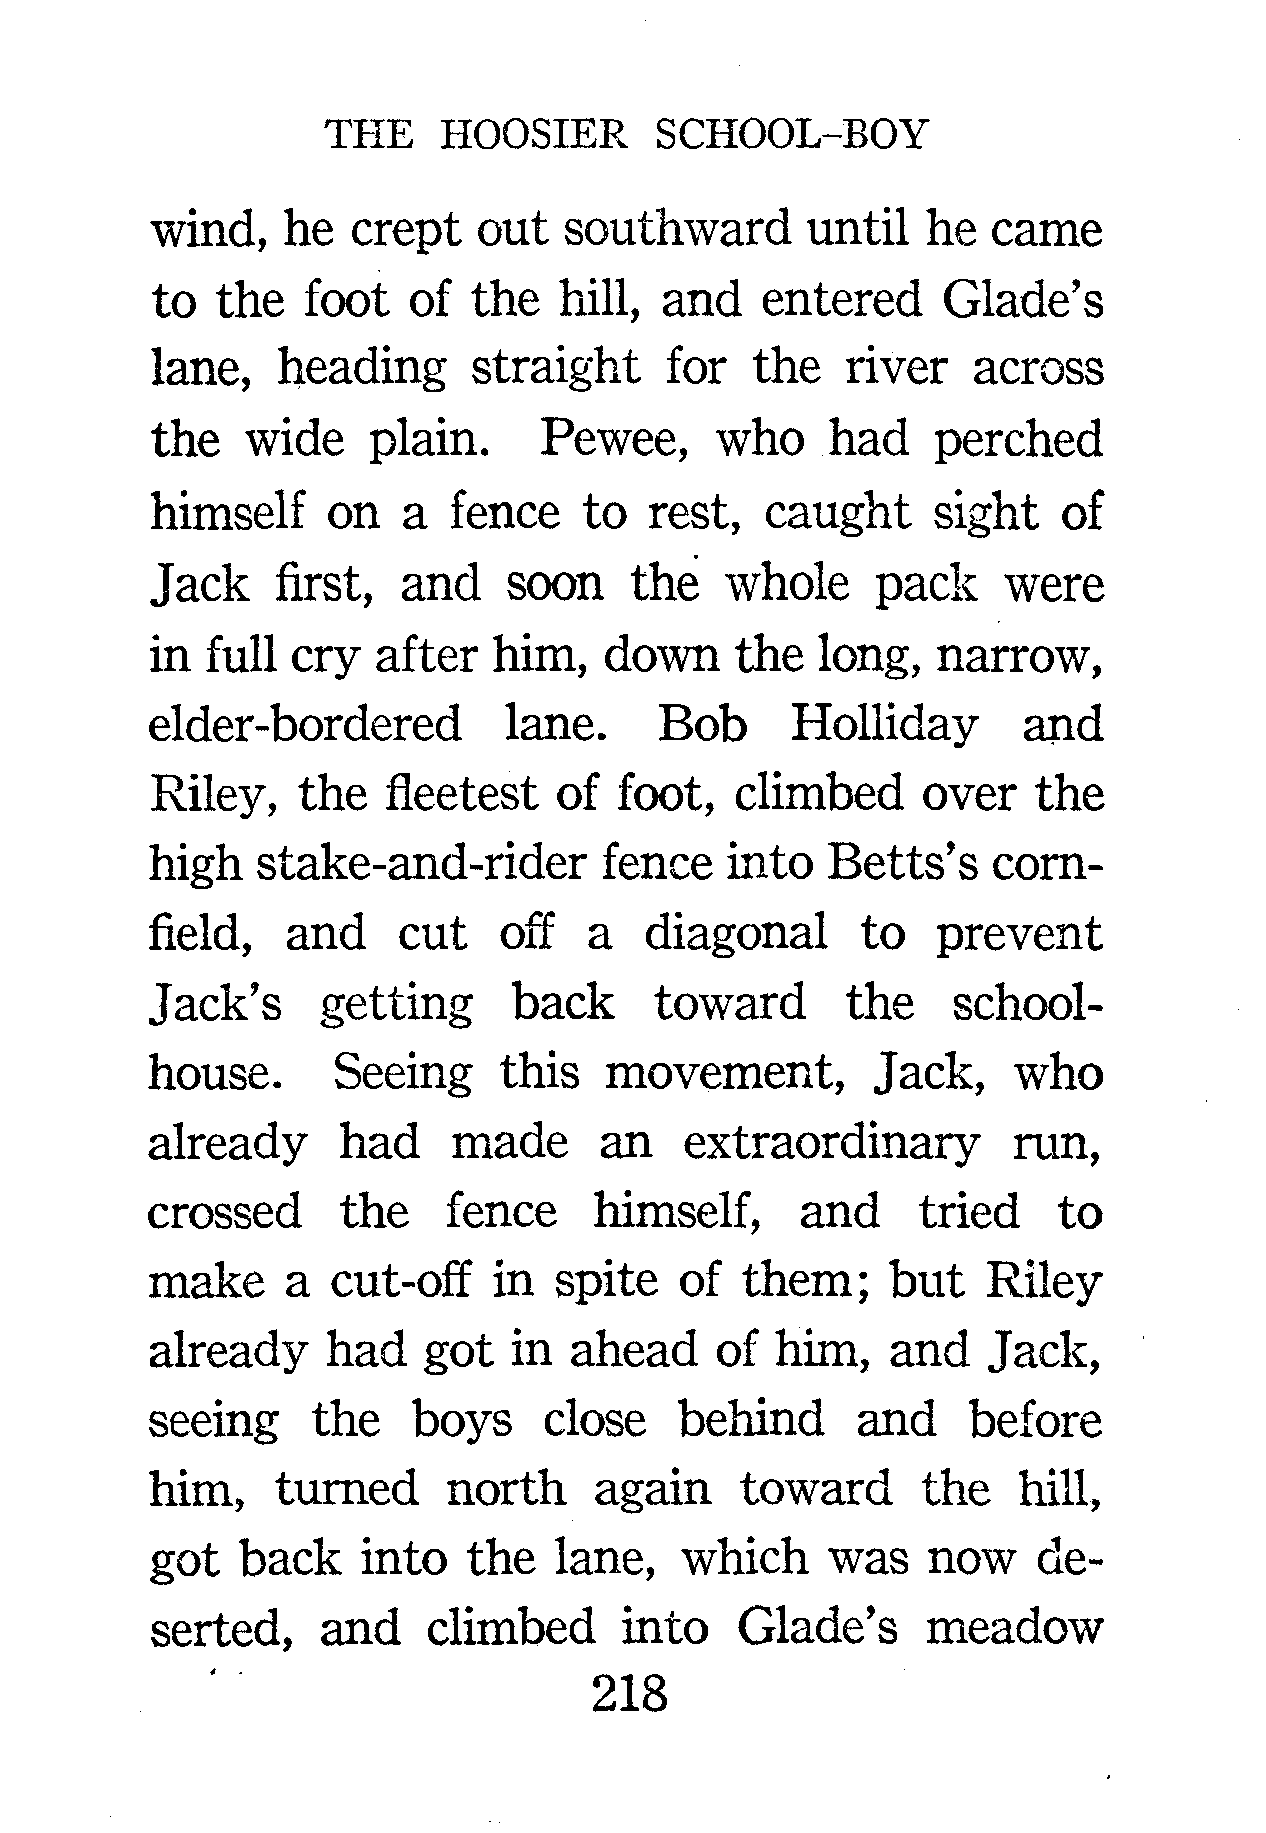 THE HOOSIER SCHOOL-BOY
wind, he crept out southward until he came
to the foot of the hill, and entered Glade's
lane, heading straight for the river across
the wide plain. Pewee, who had perched
himself on a fence to rest, caught sight of
Jack first, and soon the whole pack were
in full cry after him, down the long, narrow,
elder-bordered lane. Bob Holliday and
Riley, the fleetest of foot, climbed over the
high stake-and-rider fence into Betts's corn-
field, and cut off a diagonal to prevent
Jack's getting back toward the school-
house. Seeing this movement, Jack, who
already had made an extraordinary run,
crossed the fence himself, and tried to
make a cut-off in spite of them; but Riley
already had got in ahead of him, and Jack,
seeing the boys close behind and before
him, turned north again toward the hill,
got back into the lane, which was now de-
serted, and climbed into Glade's meadow
218